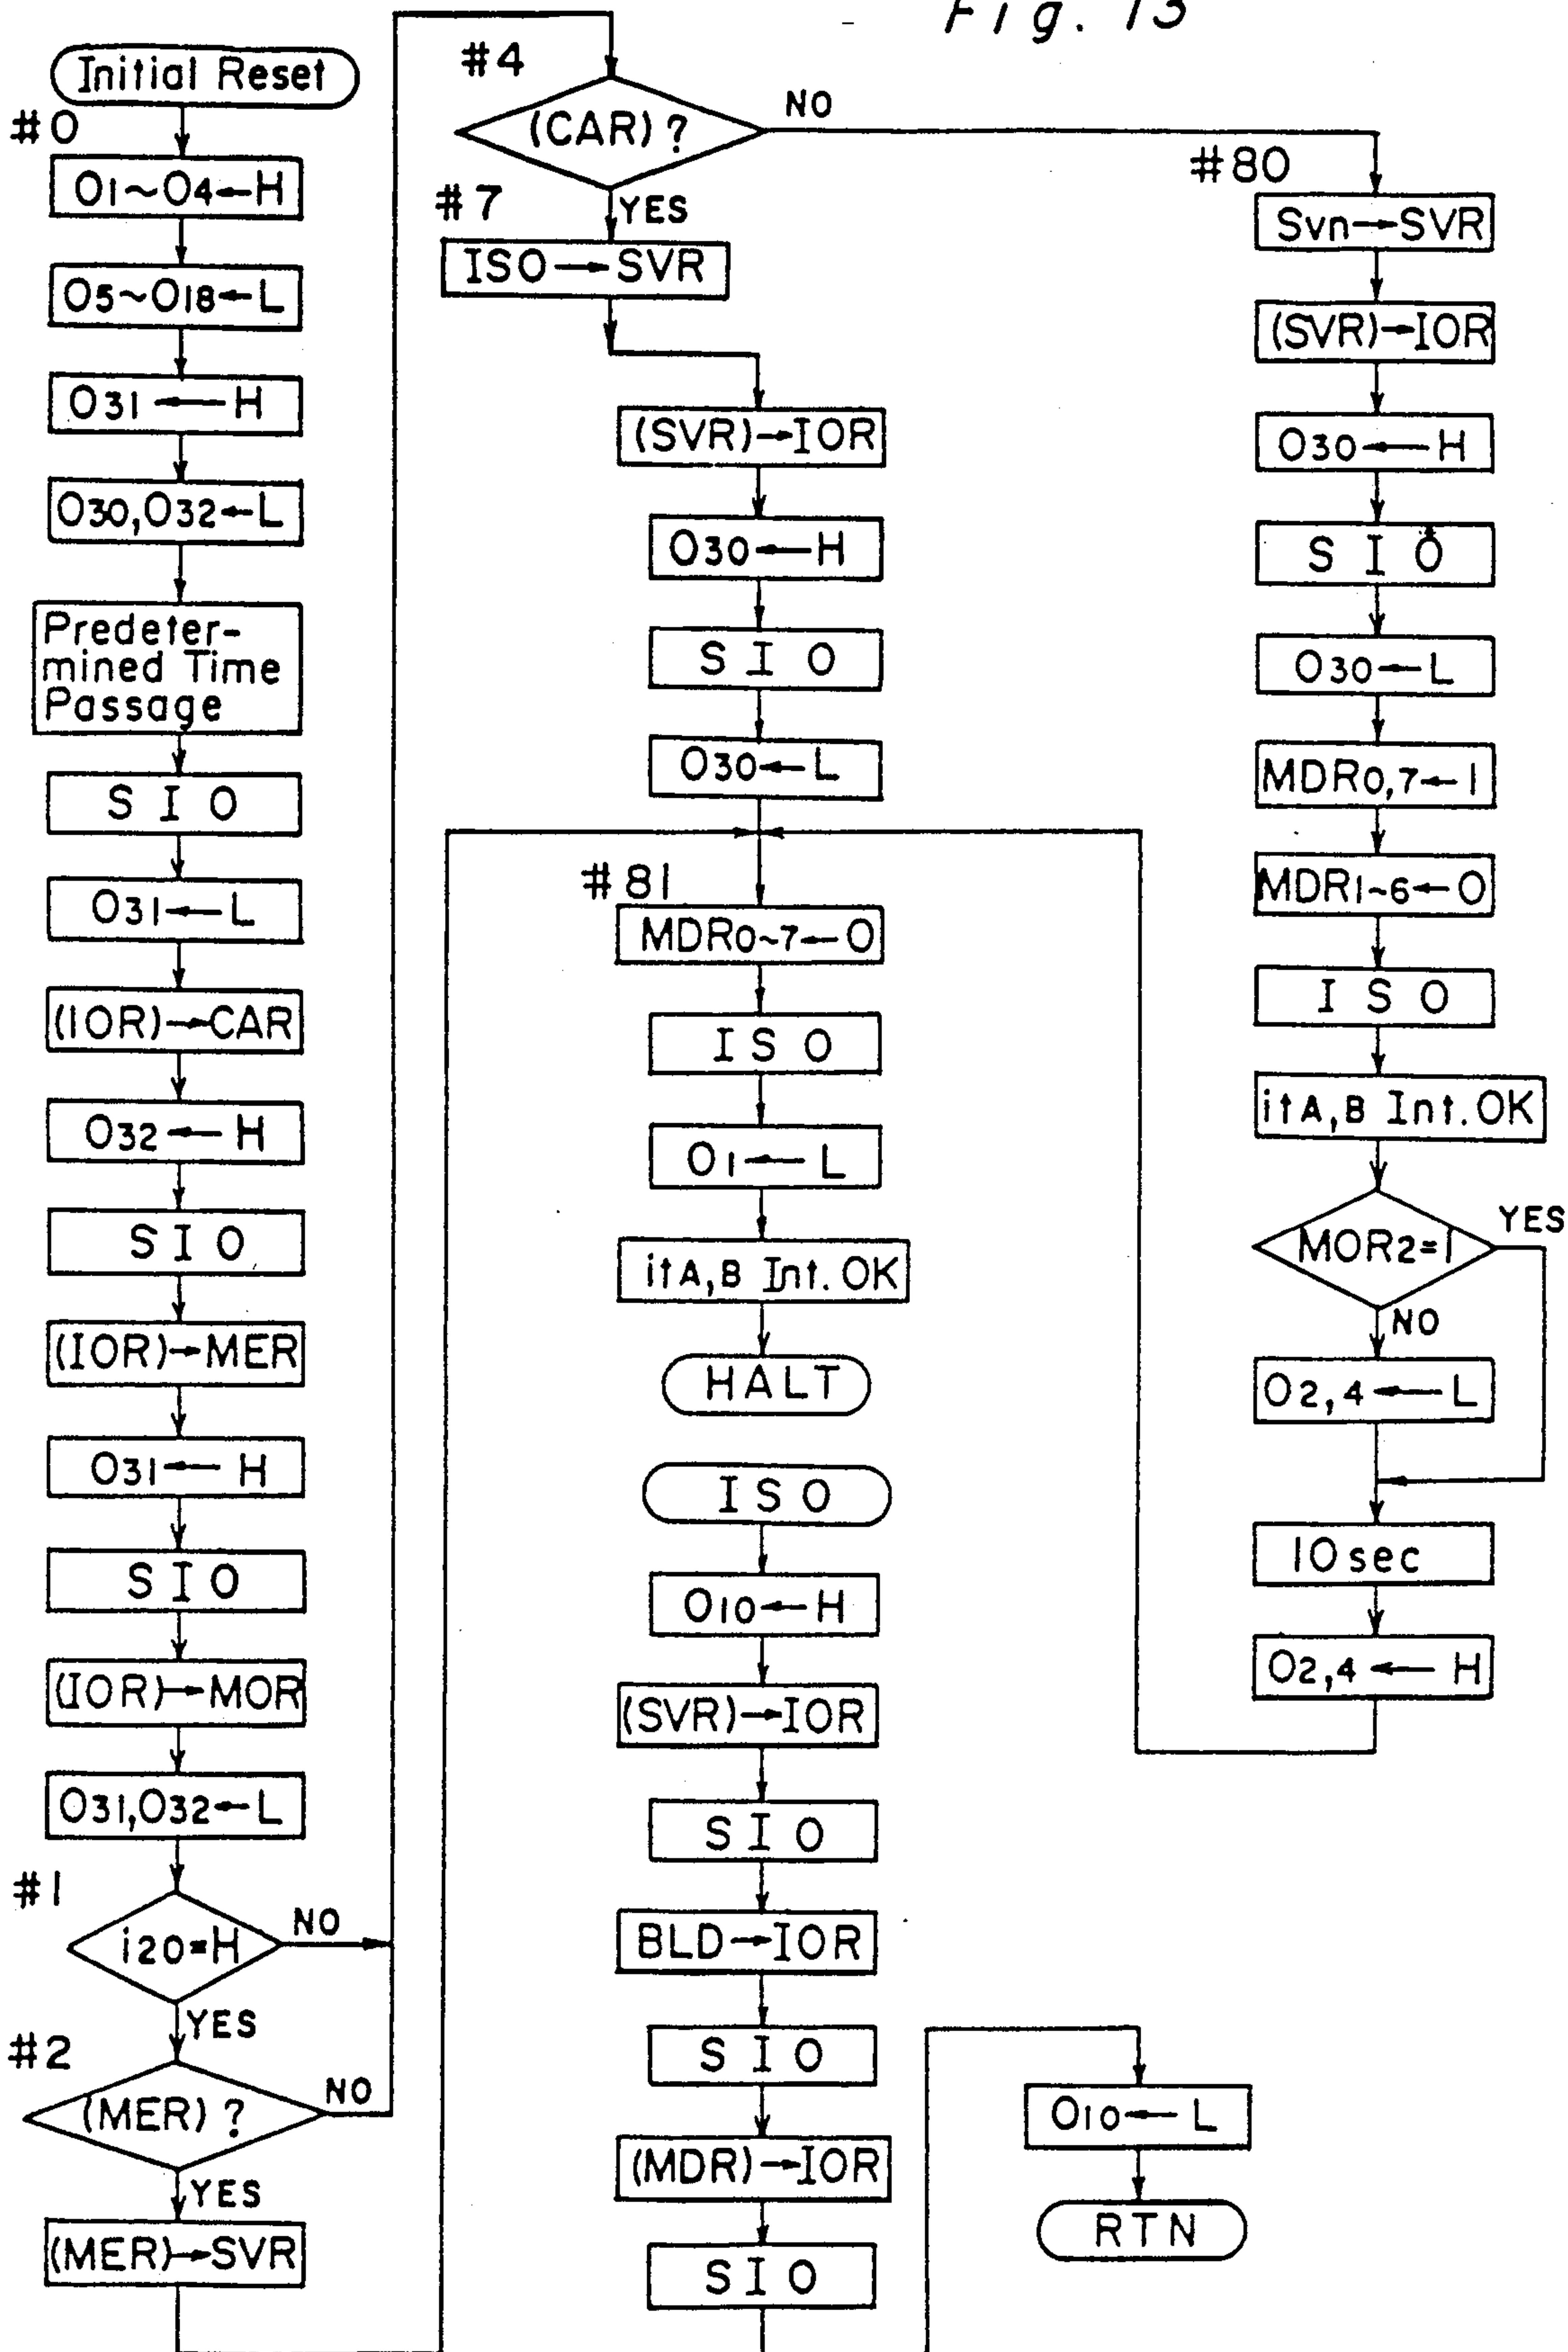 Fig. 13
Initial Reset
#0
O1~O4←H
O5~O18←L
O31←H
O30,O32←L
Predeter-
mined Time
Passage
SIO
O31←L
(IOR)→CAR
O32←H
SIO
(IOR)→MER
O31←H
SIO
(IOR)→MOR
O31,O32←L
#1
i20=H
NO
YES
#2
(MER)?
NO
YES
(MER)→SVR
#4
(CAR)?
NO
#7
YES
ISO→SVR
(SVR)→IOR
O30←H
SIO
O30←L
#81
MDR0~7←0
ISO
O1←L
itA,B Int.OK
HALT
ISO
O10←H
(SVR)→IOR
SIO
BLD→IOR
SIO
(MDR)→IOR
SIO
O10←L
RTN
#80
Svn→SVR
(SVR)→IOR
O30←H
SIO
O30←L
MDR0,7←1
MDR1~6←0
ISO
itA,B Int.OK
MOR2=1
YES
NO
O2,4←L
10sec
O2,4←H